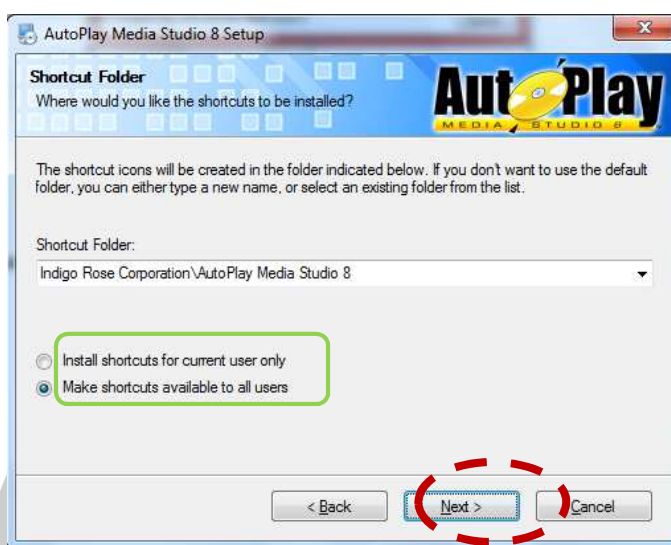 AutoPlay Media Studio 8 Setup
Shortcut Folder
Where would you like the shortcuts to be installed?
AutoPlay
MEDIA STUDIO 8
The shortcut icons will be created in the folder indicated below. If you don't want to use the default
folder, you can either type a new name, or select an existing folder from the list.
Shortcut Folder:
Indigo Rose Corporation\AutoPlay Media Studio 8
Install shortcuts for current user only
Make shortcuts available to all users
< Back
Next >
Cancel